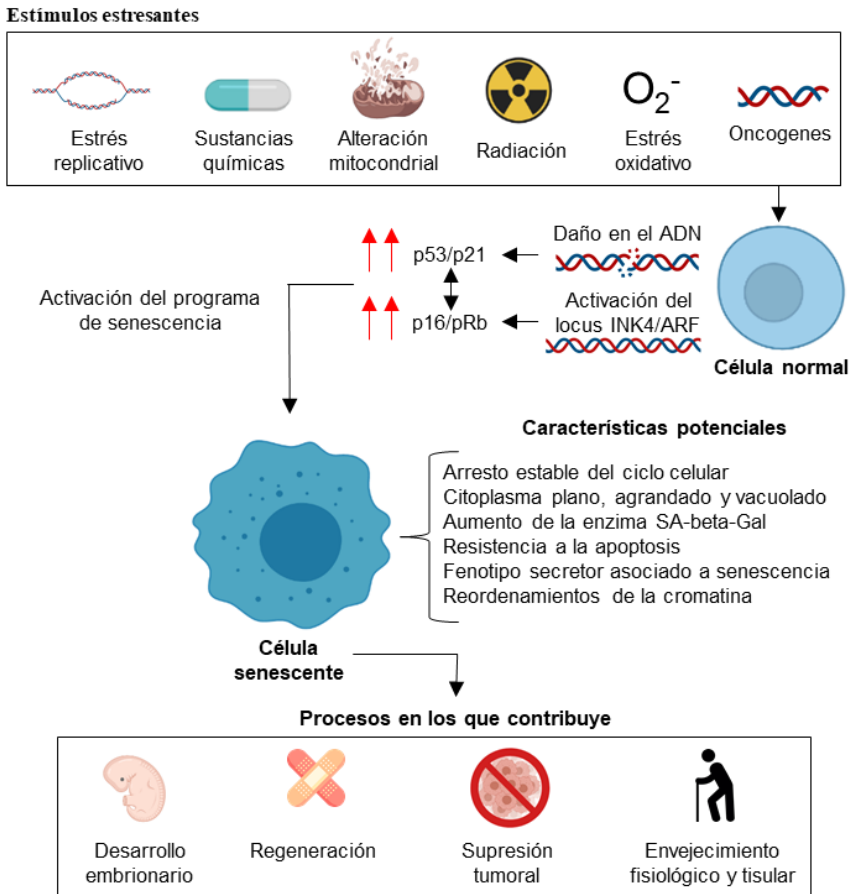 Estímulos estresantes
Estrés
replicativo
Sustancias
químicas
Alteración
mitocondrial
Radiación
O₂⁻
Estrés
oxidativo
Oncogenes
Daño en el ADN
p53/p21
Activación del programa
de senescencia
Activación del
locus INK4/ARF
p16/pRb
Célula normal
Características potenciales
Arresto estable del ciclo celular
Citoplasma plano, agrandado y vacuolado
Aumento de la enzima SA-beta-Gal
Resistencia a la apoptosis
Fenotipo secretor asociado a senescencia
Reordenamientos de la cromatina
Célula
senescente
Procesos en los que contribuye
Desarrollo
embrionario
Regeneración
Supresión
tumoral
Envejecimiento
fisiológico y tisular